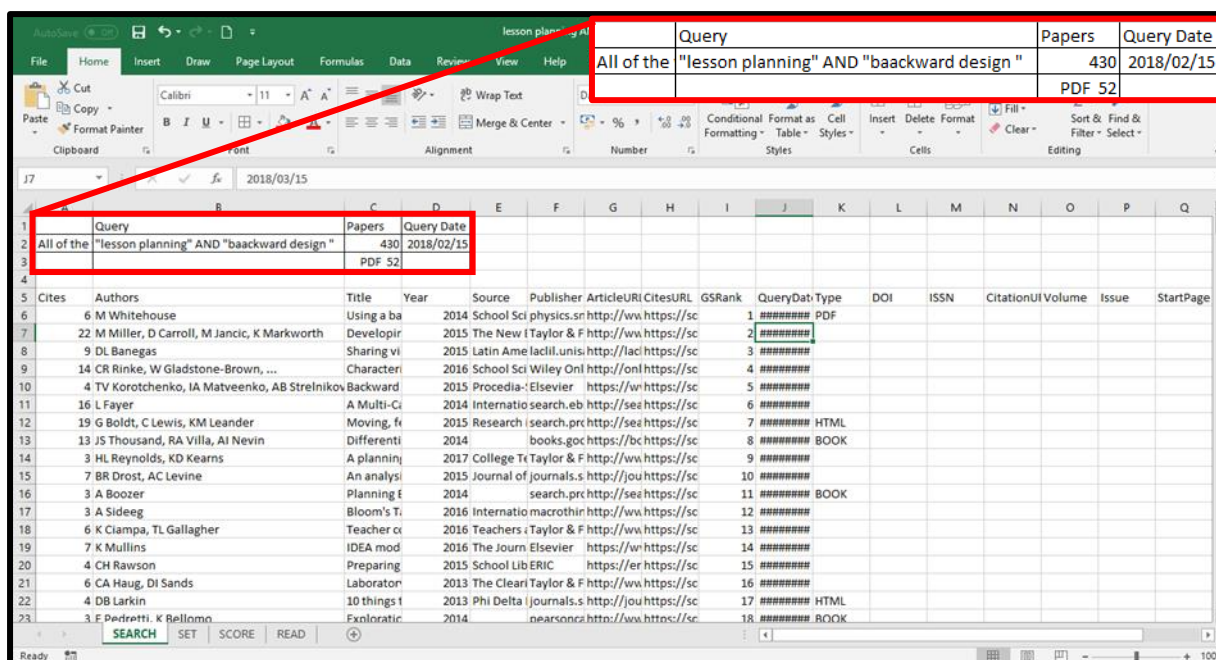 AutoSave Off lesson planning AN
Query Papers Query Date
All of the "lesson planning" AND "baackward design " 430 2018/02/15
PDF 52
File Home Insert Draw Page Layout Formulas Data Review View Help
Cut
Copy
Format Painter
Paste
Calibri 11
Wrap Text
Merge & Center
Conditional Formatting Format as Table Cell Styles
Insert Delete Format
Fill
Clear
Sort & Filter Find & Select
Clipboard Font Alignment Number Styles Cells Editing
J7 fx 2018/03/15
A B C D E F G H I J K L M N O P Q
1 Query Papers Query Date
2 All of the "lesson planning" AND "baackward design " 430 2018/02/15
3 PDF 52
4
5 Cites Authors Title Year Source Publisher ArticleURL CitesURL GSRank QueryDat Type DOI ISSN CitationUR Volume Issue StartPage
6 6 M Whitehouse Using a ba 2014 School Sci physics.sr http://ww https://sc 1 ######## PDF
7 22 M Miller, D Carroll, M Jancic, K Markworth Developin 2015 The New E Taylor & F http://ww https://sc 2 ########
8 9 DL Banegas Sharing vi 2015 Latin Ame laclil.unis http://lacl https://sc 3 ########
9 14 CR Rinke, W Gladstone-Brown, ... Character 2016 School Sci Wiley Onl http://onl https://sc 4 ########
10 4 TV Korotchenko, IA Matveenko, AB Strelnikov Backward 2015 Procedia- Elsevier https://w https://sc 5 ########
11 16 L Fayer A Multi-Ca 2014 Internatio search.eb http://sea https://sc 6 ########
12 19 G Boldt, C Lewis, KM Leander Moving, fe 2015 Research search.pro http://sea https://sc 7 ######## HTML
13 13 JS Thousand, RA Villa, AI Nevin Differenti 2014 books.goo https://bo https://sc 8 ######## BOOK
14 3 HL Reynolds, KD Kearns A planning 2017 College Te Taylor & F http://ww https://sc 9 ########
15 7 BR Drost, AC Levine An analysi 2015 Journal of journals.s http://jou https://sc 10 ########
16 3 A Boozer Planning E 2014 search.pro http://sea https://sc 11 ######## BOOK
17 3 A Sideeg Bloom's Ta 2016 Internatio macrothin http://ww https://sc 12 ########
18 6 K Ciampa, TL Gallagher Teacher co 2016 Teachers Taylor & F http://ww https://sc 13 ########
19 7 K Mullins IDEA mod 2016 The Journ Elsevier https://w https://sc 14 ########
20 4 CH Rawson Preparing 2015 School Lib ERIC https://er https://sc 15 ########
21 6 CA Haug, DI Sands Laborator 2013 The Cleari Taylor & F http://ww https://sc 16 ########
22 4 DB Larkin 10 things t 2013 Phi Delta journals.s http://jou https://sc 17 ######## HTML
23 3 E Pedretti, K Bellomo Exploratic 2014 pearsonca http://ww https://sc 18 ######## BOOK
SEARCH SET SCORE READ
Ready 100